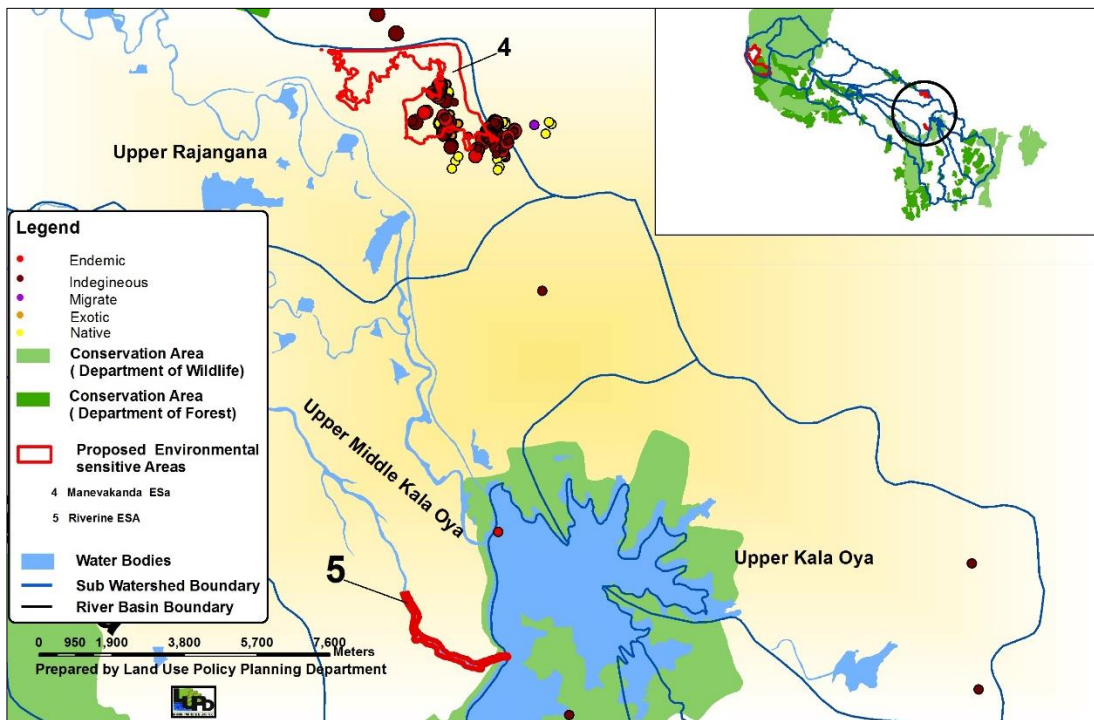 4
Upper Rajangana
Legend
Endemic
Indegineous
Migrate
Exotic
Native
Conservation Area
( Department of Wildlife)
Conservation Area
( Department of Forest)
Proposed Environmental
sensitive Areas
4 Manevakanda ESa
5 Riverine ESA
Water Bodies
Sub Watershed Boundary
River Basin Boundary
0 950 1,900 3,800 5,700 7,600
Meters
Prepared by Land Use Policy Planning Department
LUPPD
Upper Middle Kala Oya
5
Upper Kala Oya